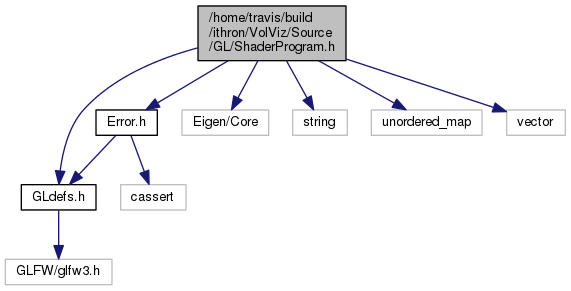 /home/travis/build
/ithron/VolViz/Source
/GL/ShaderProgram.h
Error.h
Eigen/Core
string
unordered_map
vector
GLdefs.h
cassert
GLFW/glfw3.h